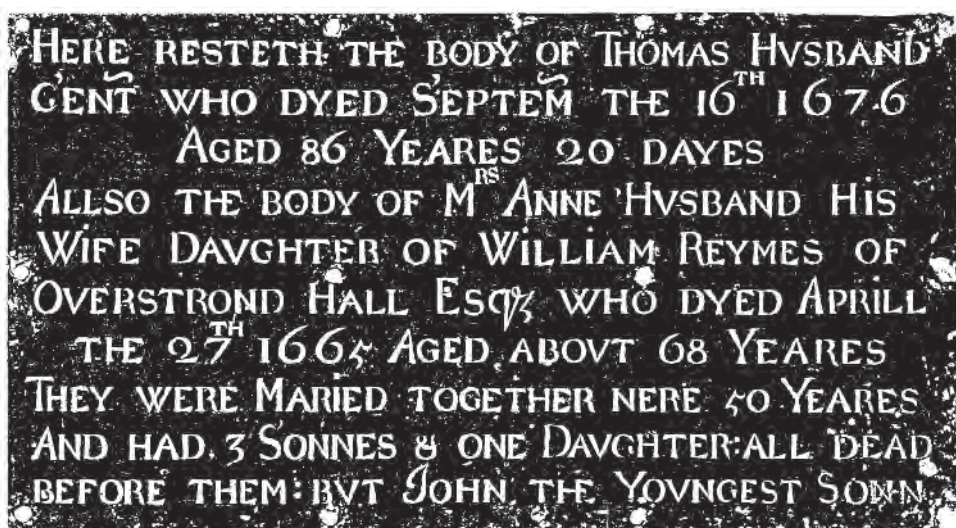 HERE RESTETH THE BODY OF THOMAS HVSBAND
GENT WHO DYED SEPTEM THE 16TH 1676
AGED 86 YEARES 20 DAYES
ALLSO THE BODY OF MRS ANNE HVSBAND HIS
WIFE DAVGHTER OF WILLIAM REYMES OF
OVERSTROND HALL ESQꝫ WHO DYED APRILL
THE 27TH 1665 AGED ABOVT 68 YEARES
THEY WERE MARIED TOGETHER NERE 50 YEARES
AND HAD 3 SONNES & ONE DAVGHTER: ALL DEAD
BEFORE THEM: BVT JOHN THE YOVNGEST SONN